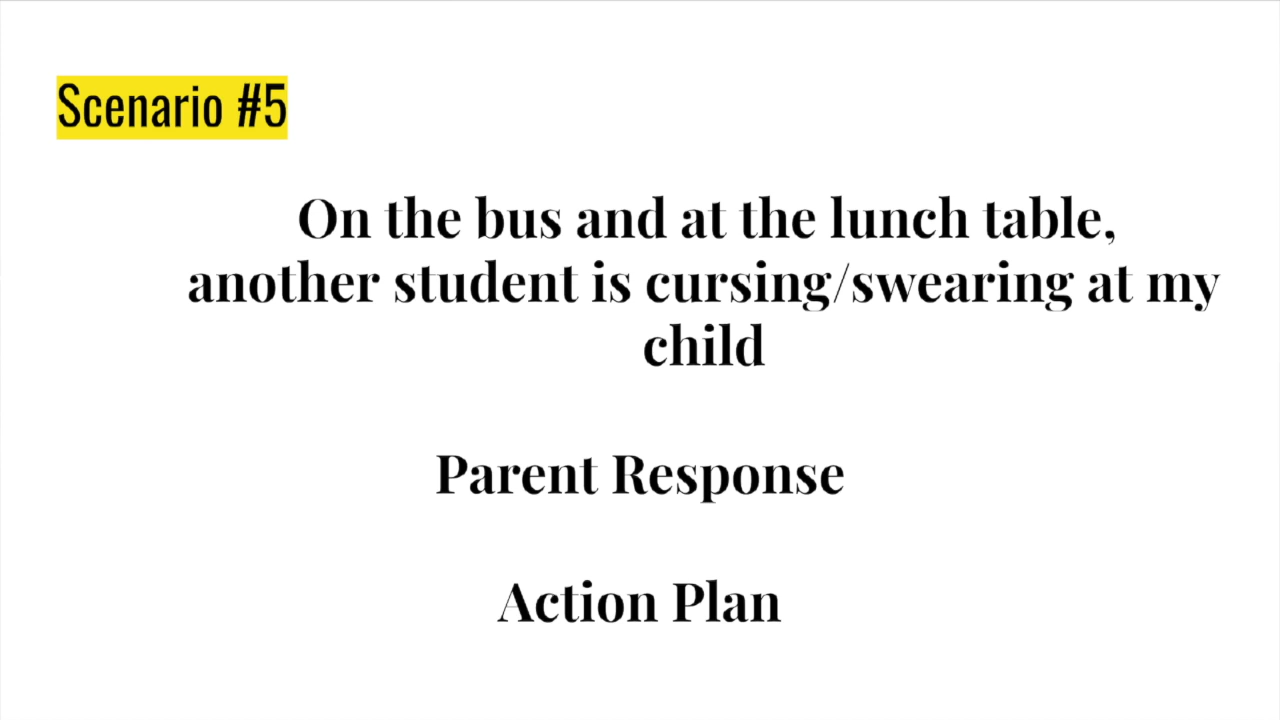 Scenario #5
On the bus and at the lunch table,
another student is cursing/swearing at my
child
Parent Response
Action Plan